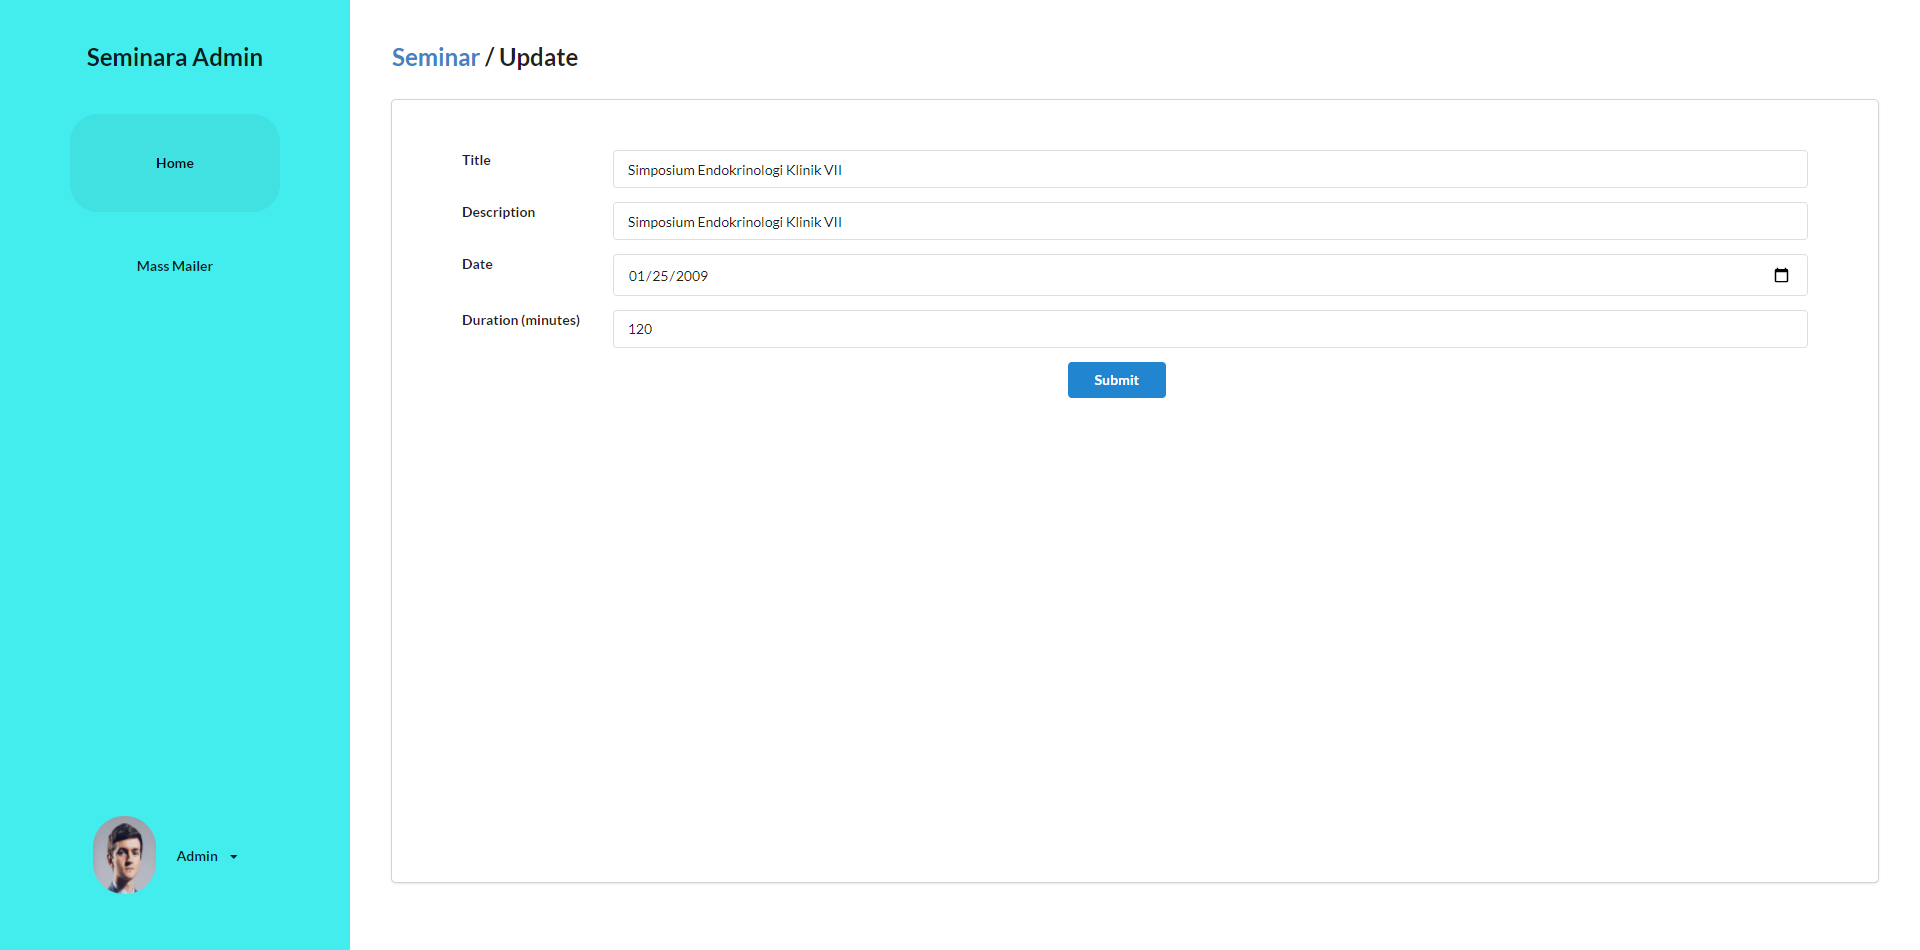 Seminara Admin
Home
Mass Mailer
Admin
Seminar / Update
Title
Simposium Endokrinologi Klinik VII
Description
Simposium Endokrinologi Klinik VII
Date
01/25/2009
Duration (minutes)
120
Submit